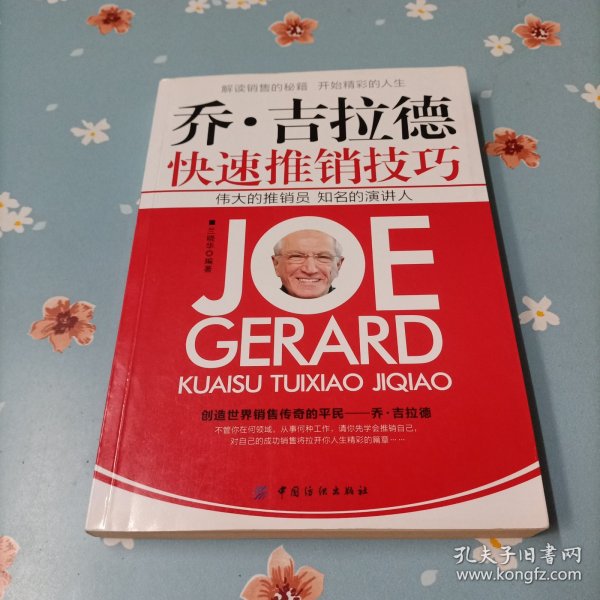 解读销售的秘籍 开始精彩的人生
乔·吉拉德
快速推销技巧
伟大的推销员 知名的演讲人
■兰晓华◎编著
JOE
GERARD
KUAISU TUIXIAO JIQIAO
创造世界销售传奇的平民——乔·吉拉德
不管你在何领域，从事何种工作，请你先学会推销自己，
对自己的成功销售将拉开你人生精彩的篇章……
中国纺织出版社
孔夫子旧书网
www.kongfz.com